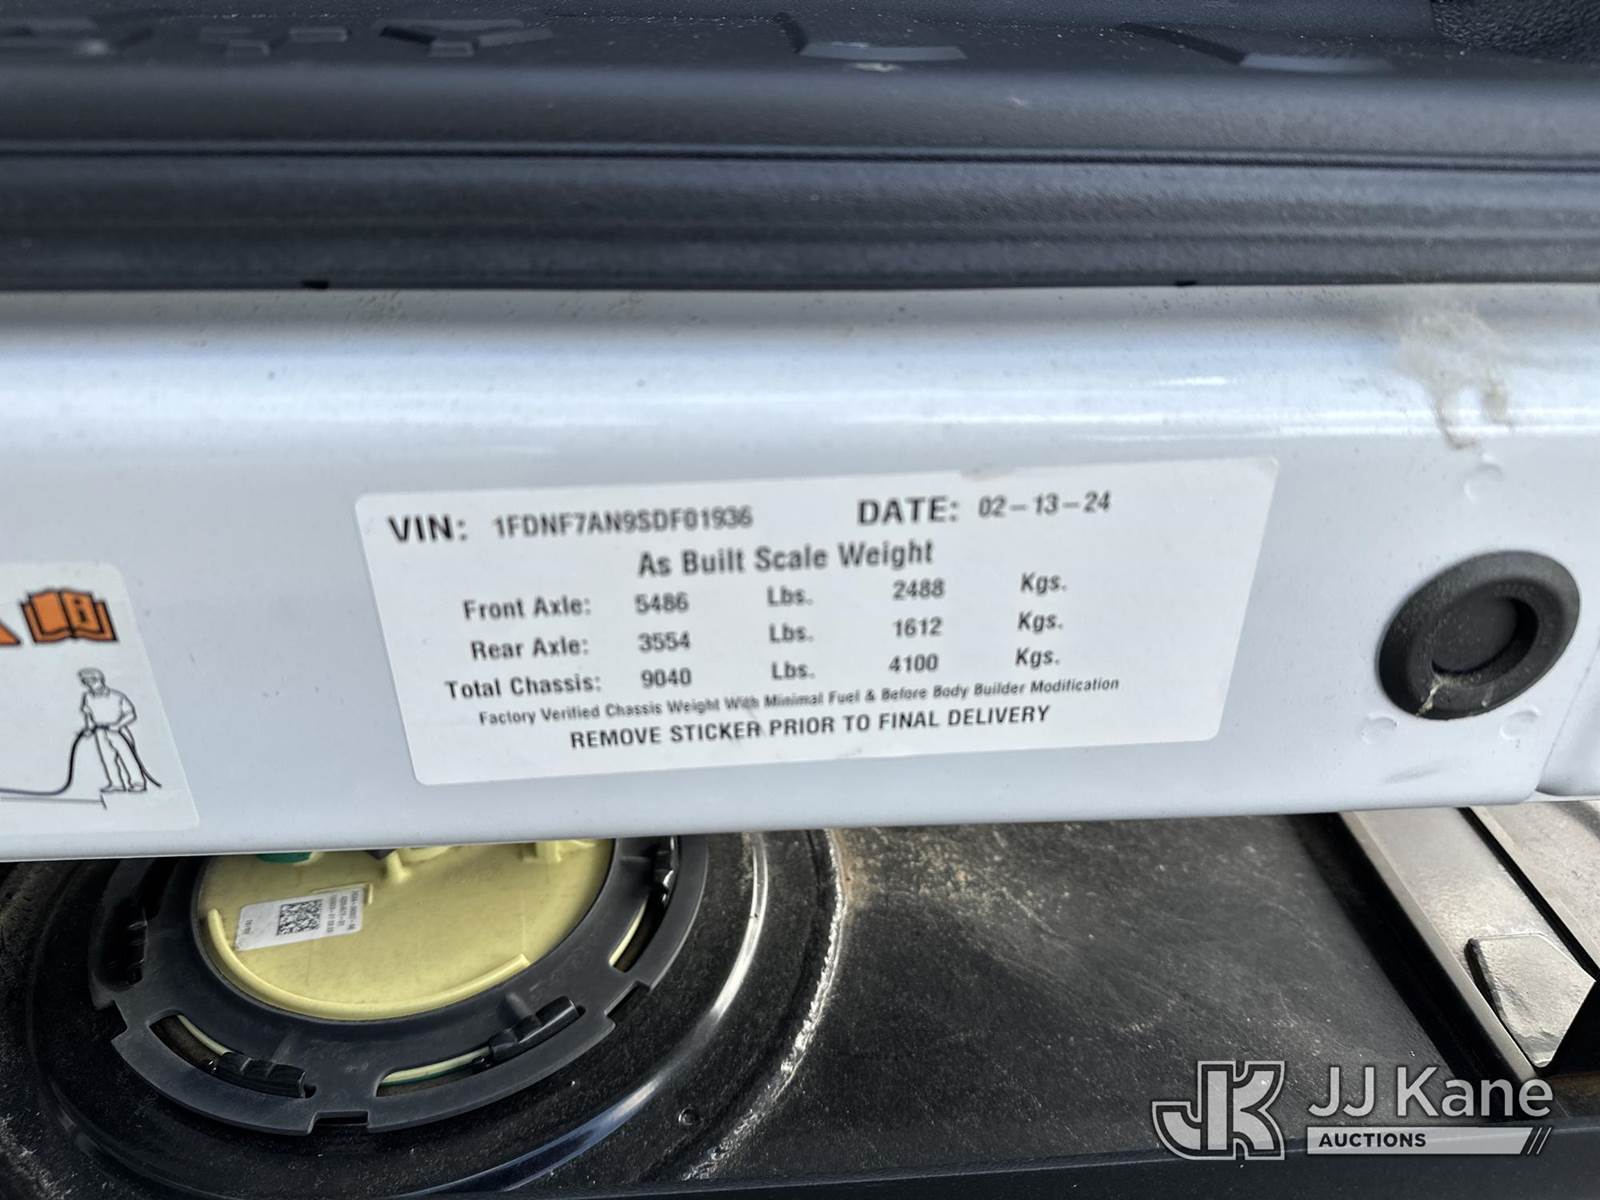 VIN: 1FDNF7AN9SDF01936 DATE: 02-13-24
As Built Scale Weight
Front Axle: 5486 Lbs. 2488 Kgs.
Rear Axle: 3554 Lbs. 1612 Kgs.
Total Chassis: 9040 Lbs. 4100 Kgs.
Factory Verified Chassis Weight With Minimal Fuel & Before Body Builder Modification
REMOVE STICKER PRIOR TO FINAL DELIVERY
JK JJ Kane
AUCTIONS